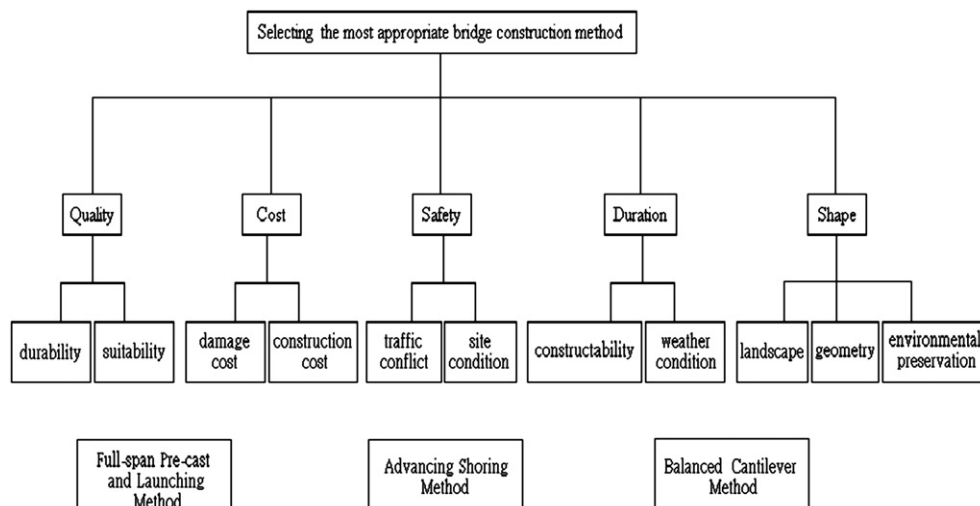 Selecting the most appropriate bridge construction method
Quality
Cost
Safety
Duration
Shape
durability
suitability
damage
cost
construction
cost
traffic
conflict
site
condition
constructability
weather
condition
landscape
geometry
environmental
preservation
Full-span Pre-cast
and Launching
Method
Advancing Shoring
Method
Balanced Cantilever
Method